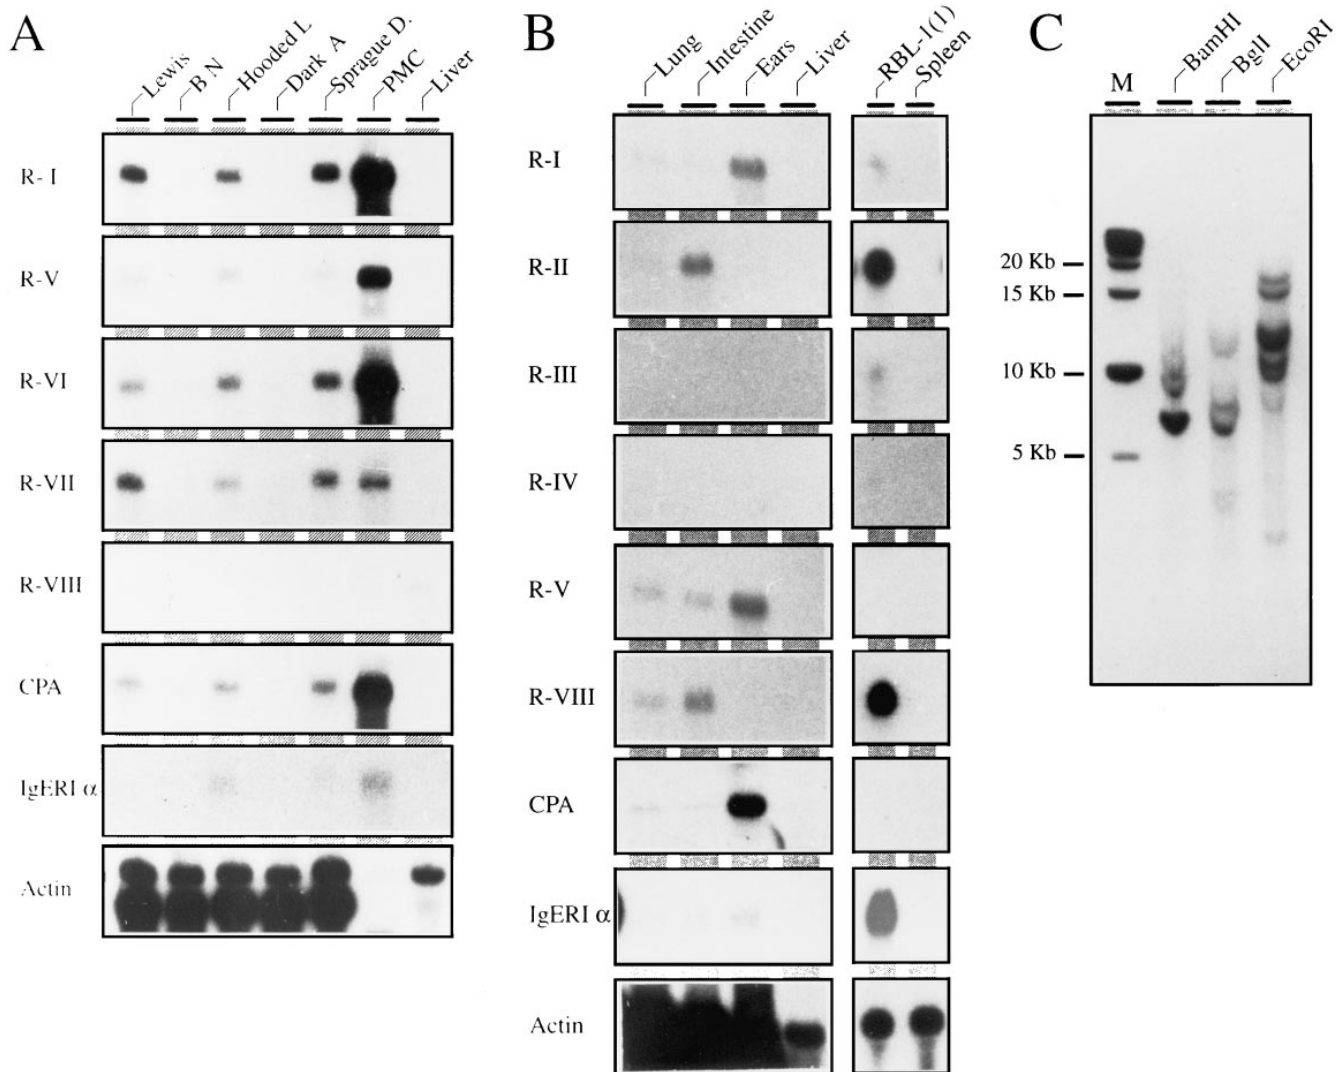 A
Lewis
B N
Hooded L
Dark A
Sprague D.
PMC
Liver
R-I
R-V
R-VI
R-VII
R-VIII
CPA
IgERI α
Actin
B
Lung
Intestine
Ears
Liver
RBL-1(1)
Spleen
R-I
R-II
R-III
R-IV
R-V
R-VIII
CPA
IgERI α
Actin
C
M
BamHI
BglI
EcoRI
20 Kb
15 Kb
10 Kb
5 Kb